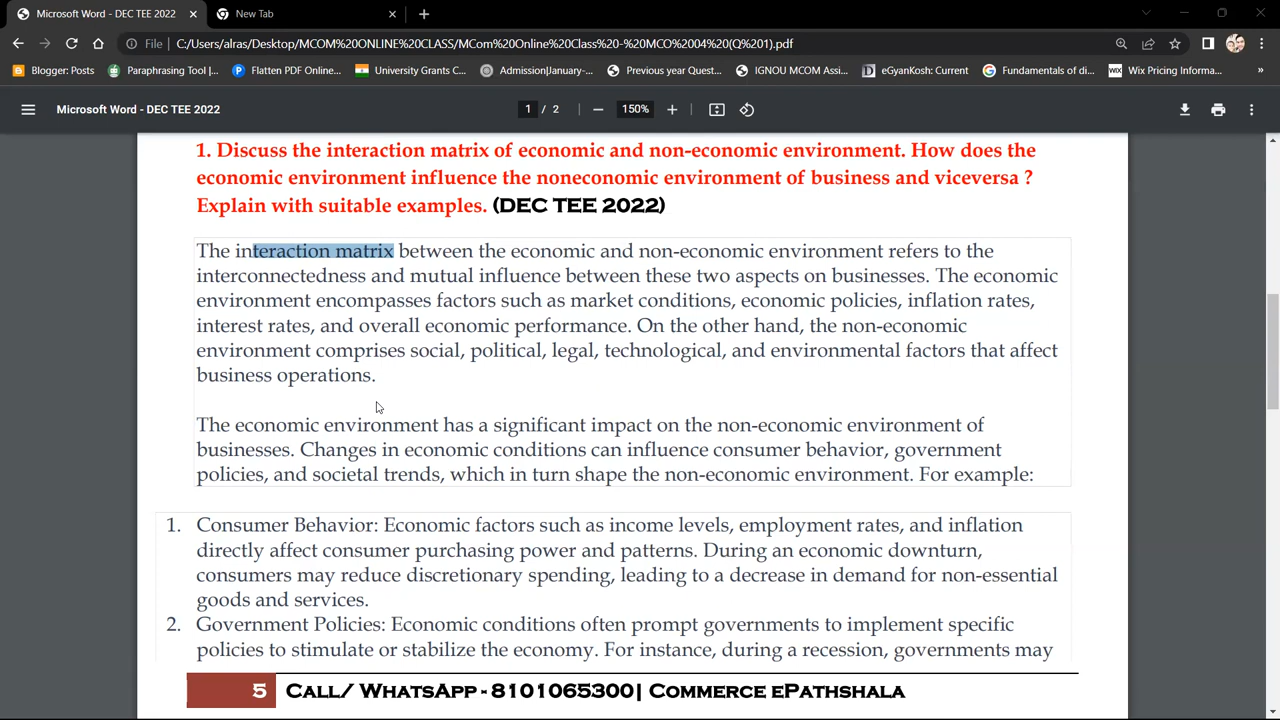 Microsoft Word - DEC TEE 2022
New Tab
File C:/Users/alras/Desktop/MCOM%20ONLINE%20CLASS/MCom%20Online%20Class%20-%20MCO%2004%20(Q%201).pdf
Blogger: Posts Paraphrasing Tool |... Flatten PDF Online... University Grants C... Admission|January-... Previous year Quest... IGNOU MCOM Assi... eGyanKosh: Current Fundamentals of di... Wix Pricing Informa... »
Microsoft Word - DEC TEE 2022 1 / 2 150%
1. Discuss the interaction matrix of economic and non-economic environment. How does the
economic environment influence the noneconomic environment of business and viceversa ?
Explain with suitable examples. (DEC TEE 2022)
The interaction matrix between the economic and non-economic environment refers to the
interconnectedness and mutual influence between these two aspects on businesses. The economic
environment encompasses factors such as market conditions, economic policies, inflation rates,
interest rates, and overall economic performance. On the other hand, the non-economic
environment comprises social, political, legal, technological, and environmental factors that affect
business operations.
The economic environment has a significant impact on the non-economic environment of
businesses. Changes in economic conditions can influence consumer behavior, government
policies, and societal trends, which in turn shape the non-economic environment. For example:
1. Consumer Behavior: Economic factors such as income levels, employment rates, and inflation
directly affect consumer purchasing power and patterns. During an economic downturn,
consumers may reduce discretionary spending, leading to a decrease in demand for non-essential
goods and services.
2. Government Policies: Economic conditions often prompt governments to implement specific
policies to stimulate or stabilize the economy. For instance, during a recession, governments may
5 Call/ WhatsApp - 8101065300| Commerce ePathshala